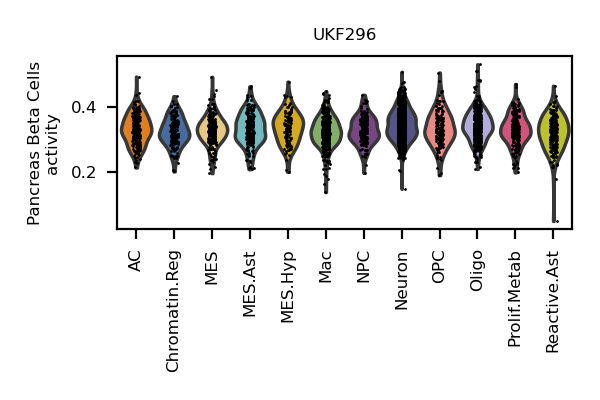 UKF296
Pancreas Beta Cells
activity
0.4
0.2
AC
Chromatin.Reg
MES
MES.Ast
MES.Hyp
Mac
NPC
Neuron
OPC
Oligo
Prolif.Metab
Reactive.Ast